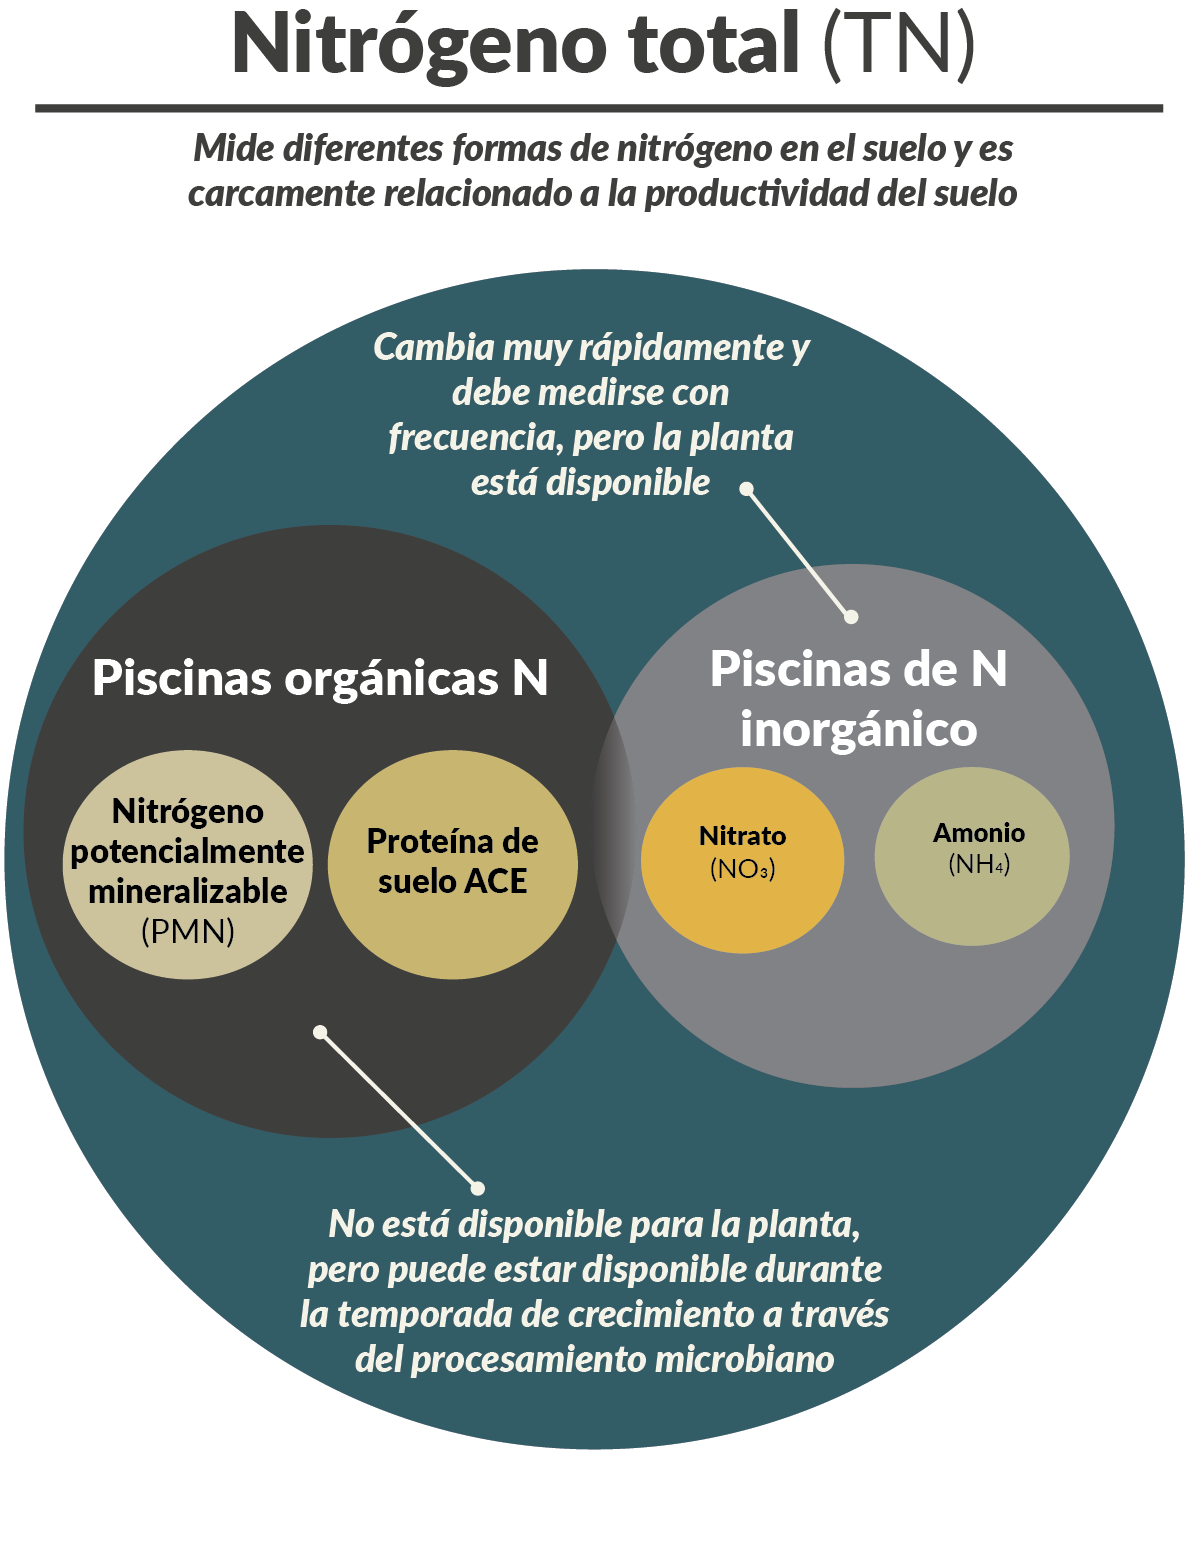 Nitrógeno total (TN)
Mide diferentes formas de nitrógeno en el suelo y es
carcamente relacionado a la productividad del suelo
Cambia muy rápidamente y
debe medirse con
frecuencia, pero la planta
está disponible
Piscinas orgánicas N
Nitrógeno
potencialmente
mineralizable
(PMN)
Proteína de
suelo ACE
Piscinas de N
inorgánico
Nitrato
(NO₃)
Amonio
(NH₄)
No está disponible para la planta,
pero puede estar disponible durante
la temporada de crecimiento a través
del procesamiento microbiano